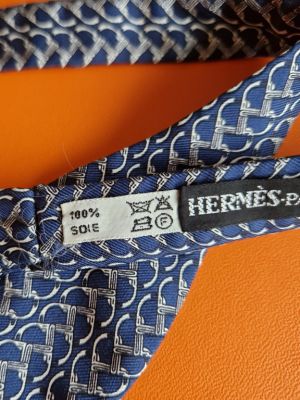 100%
SOIE
F
HERMÈS-PA